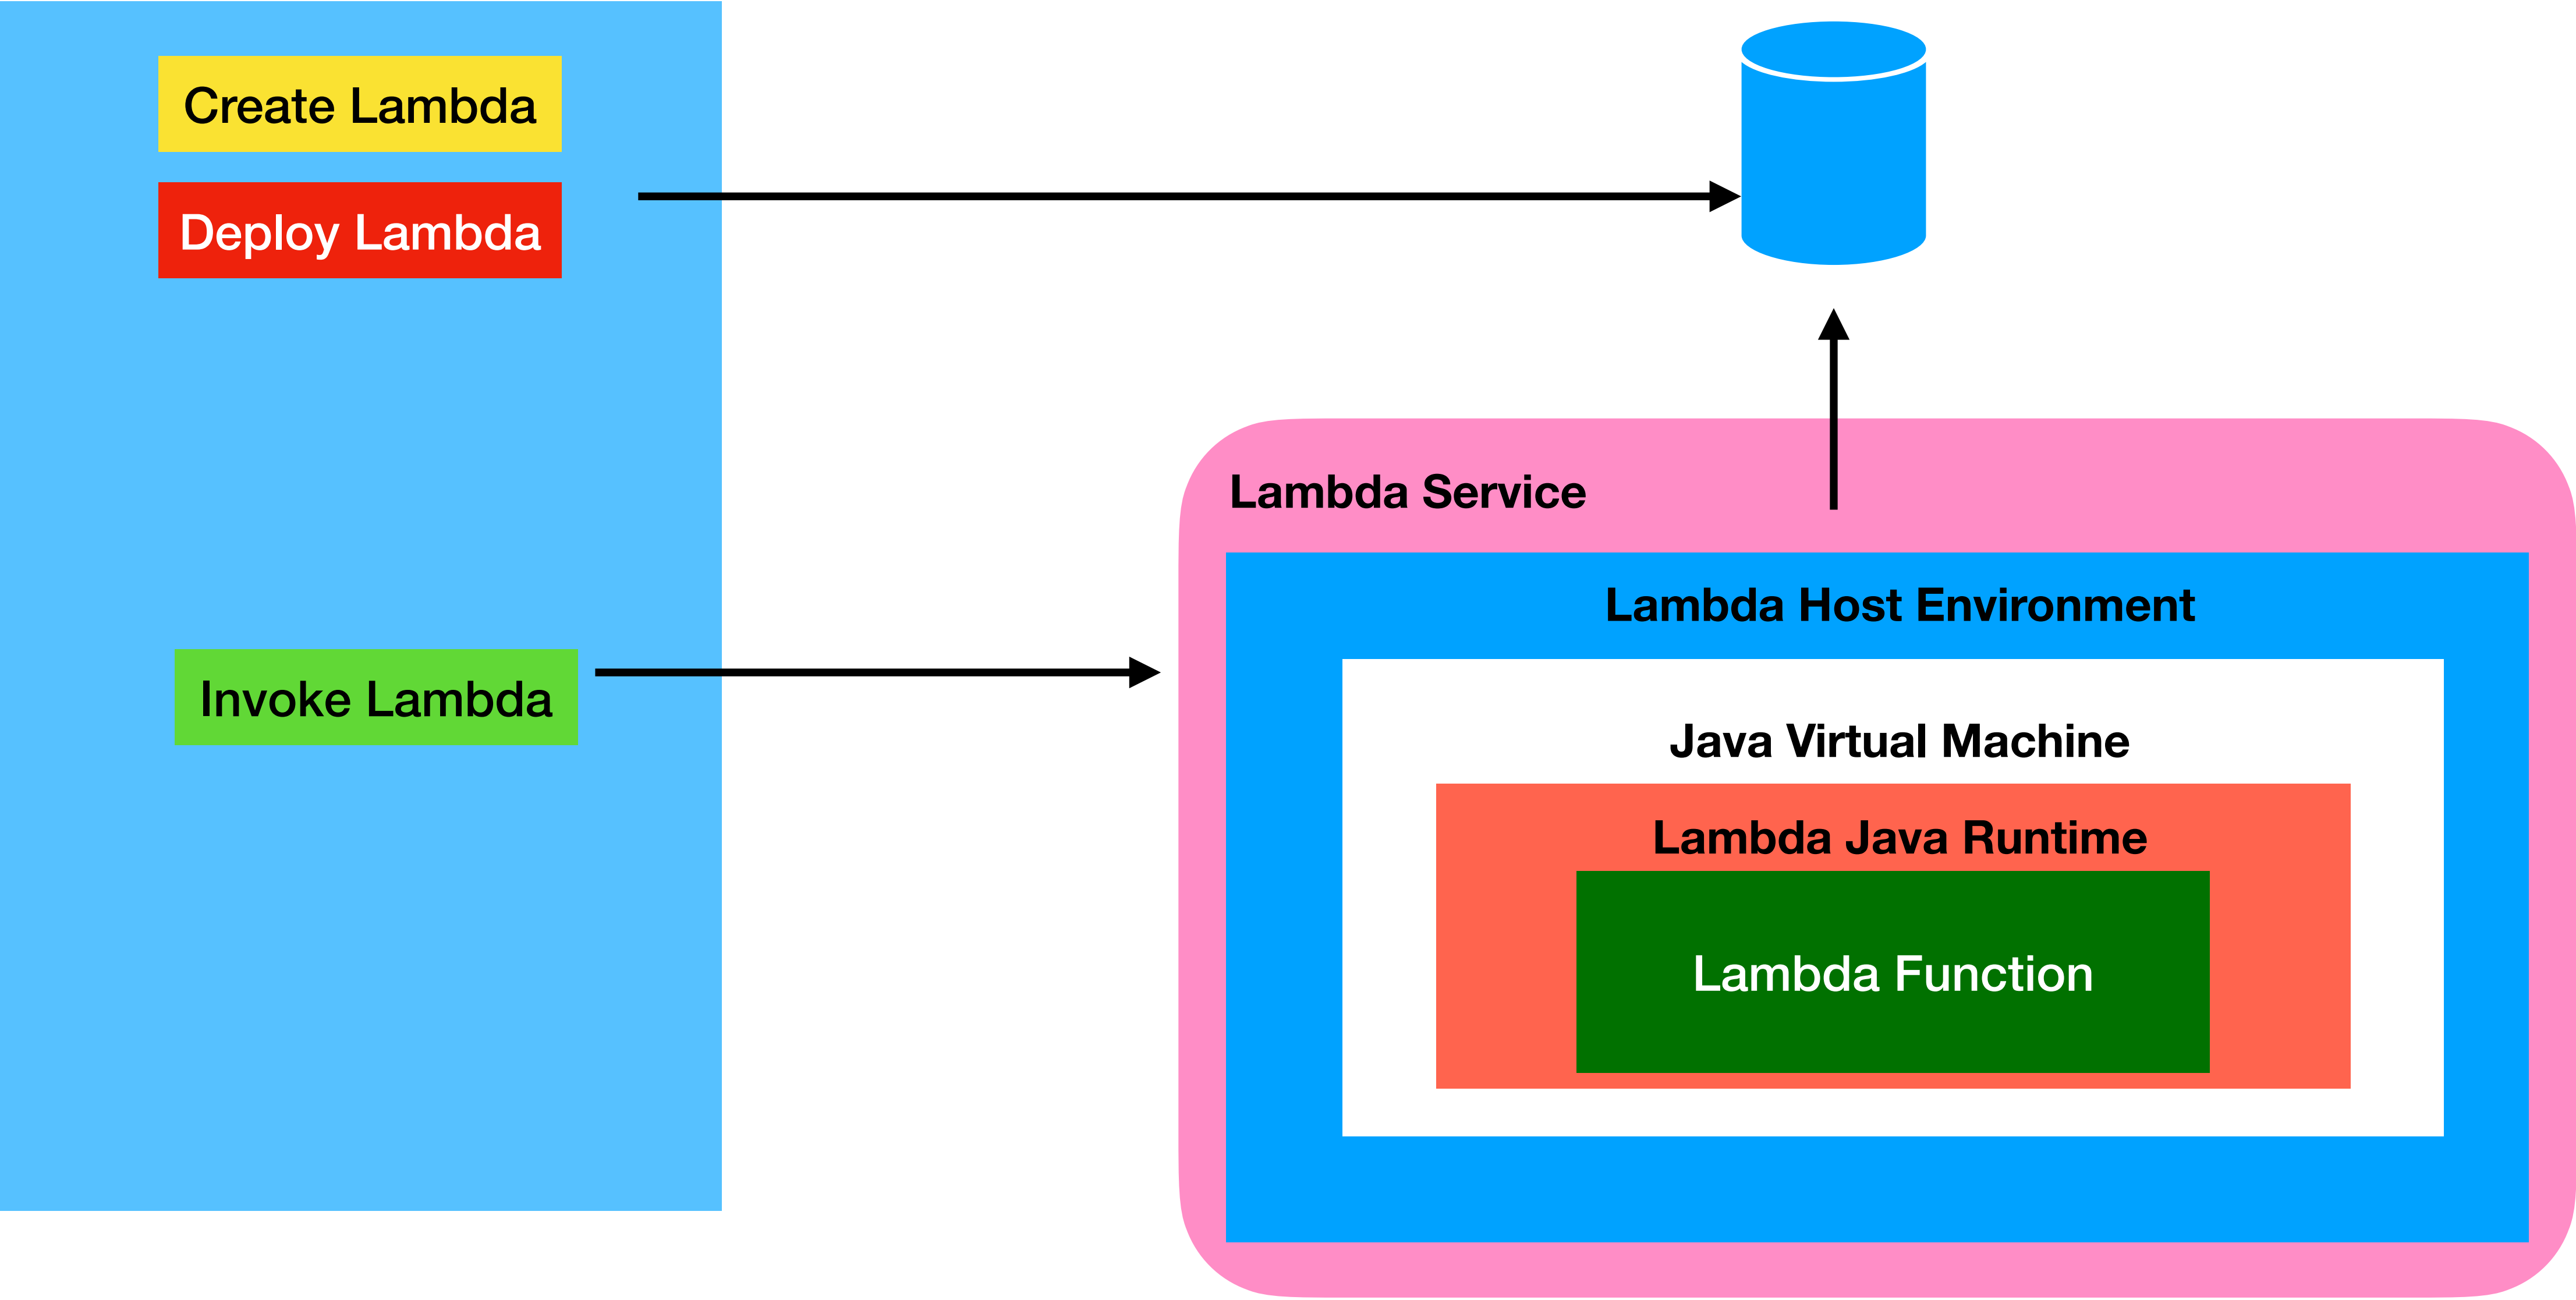 Create Lambda
Deploy Lambda
Invoke Lambda
Lambda Service
Lambda Host Environment
Java Virtual Machine
Lambda Java Runtime
Lambda Function